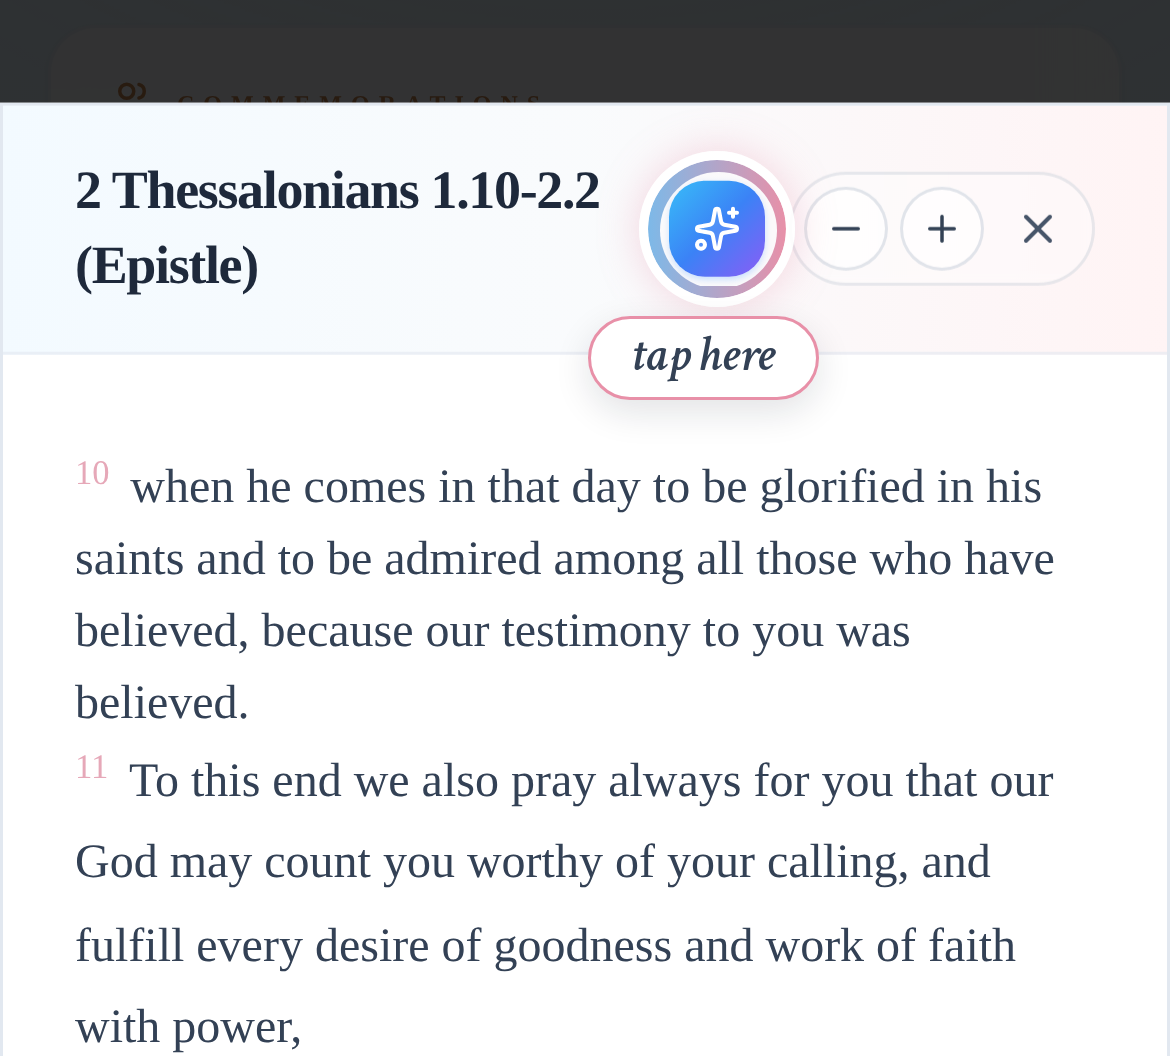 COMMEMORATIONS
2 Thessalonians 1.10-2.2
(Epistle)
tap here
10 when he comes in that day to be glorified in his
saints and to be admired among all those who have
believed, because our testimony to you was
believed.
11 To this end we also pray always for you that our
God may count you worthy of your calling, and
fulfill every desire of goodness and work of faith
with power,